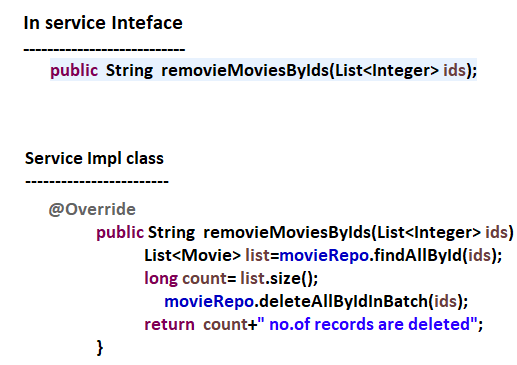 In service Inteface
---------------------------
public String removieMoviesByIds(List<Integer> ids);
Service Impl class
------------------------
@Override
public String removieMoviesByIds(List<Integer> ids)
List<Movie> list=movieRepo.findAllById(ids);
long count= list.size();
movieRepo.deleteAllByIdInBatch(ids);
return count+" no.of records are deleted";
}